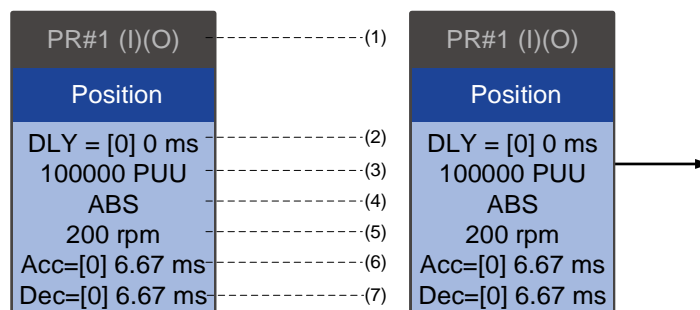 PR#1 (I)(O)
Position
DLY = [0] 0 ms
100000 PUU
ABS
200 rpm
Acc=[0] 6.67 ms
Dec=[0] 6.67 ms
(1)
(2)
(3)
(4)
(5)
(6)
(7)
PR#1 (I)(O)
Position
DLY = [0] 0 ms
100000 PUU
ABS
200 rpm
Acc=[0] 6.67 ms
Dec=[0] 6.67 ms